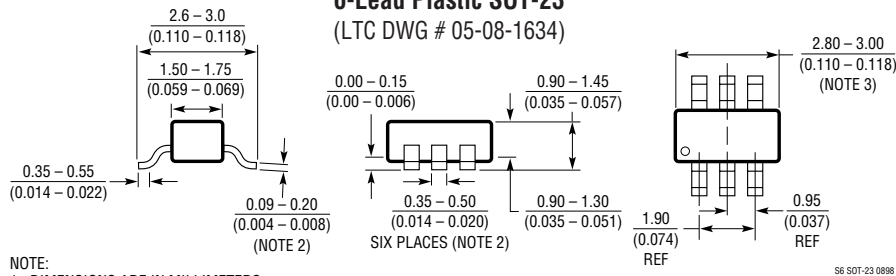 (LTC DWG # 05-08-1634)
2.6 – 3.0
(0.110 – 0.118)
1.50 – 1.75
(0.059 – 0.069)
0.35 – 0.55
(0.014 – 0.022)
0.09 – 0.20
(0.004 – 0.008)
(NOTE 2)
0.00 – 0.15
(0.00 – 0.006)
0.90 – 1.45
(0.035 – 0.057)
0.35 – 0.50
(0.014 – 0.020)
SIX PLACES (NOTE 2)
0.90 – 1.30
(0.035 – 0.051)
2.80 – 3.00
(0.110 – 0.118)
(NOTE 3)
1.90
(0.074)
REF
0.95
(0.037)
REF
NOTE:
S6 SOT-23 0898